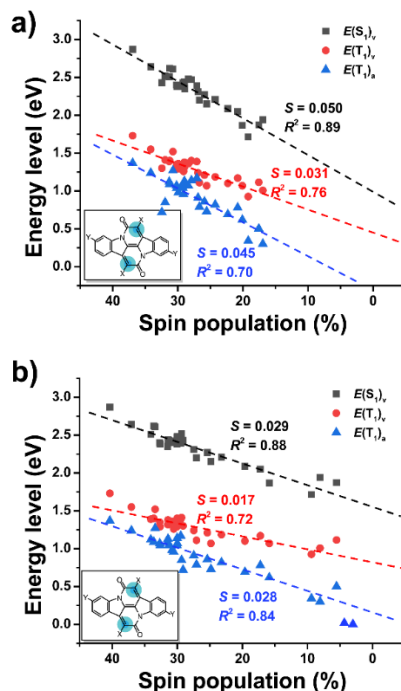 a)
E(S₁)ᵥ
E(T₁)ᵥ
E(T₁)ₐ
S = 0.050
R² = 0.89
S = 0.031
R² = 0.76
S = 0.045
R² = 0.70
O X
Y N
N Y
X O
Energy level (eV)
3.0
2.5
2.0
1.5
1.0
0.5
0.0
40 30 20 10 0
Spin population (%)
b)
E(S₁)ᵥ
E(T₁)ᵥ
E(T₁)ₐ
S = 0.029
R² = 0.88
S = 0.017
R² = 0.72
S = 0.028
R² = 0.84
O X
N Y
Y N
X O
Energy level (eV)
3.0
2.5
2.0
1.5
1.0
0.5
0.0
40 30 20 10 0
Spin population (%)